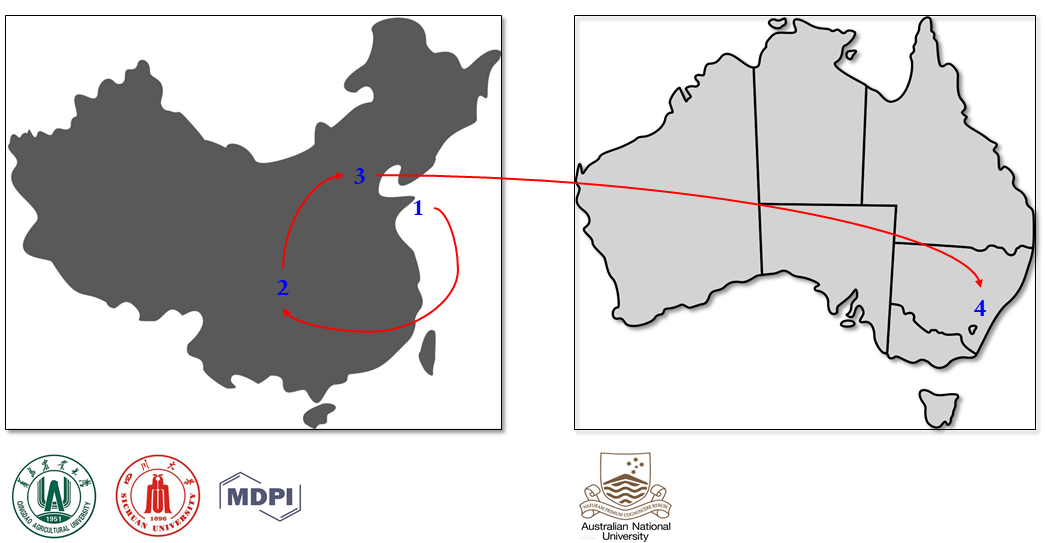 3
1
2
4
青岛农业大学
1951
QINGDAO AGRICULTURAL UNIVERSITY
四川大学
1896
SICHUAN UNIVERSITY
MDPI
NATURAM PRIMUM COGNOSCERE RERUM
Australian National
University